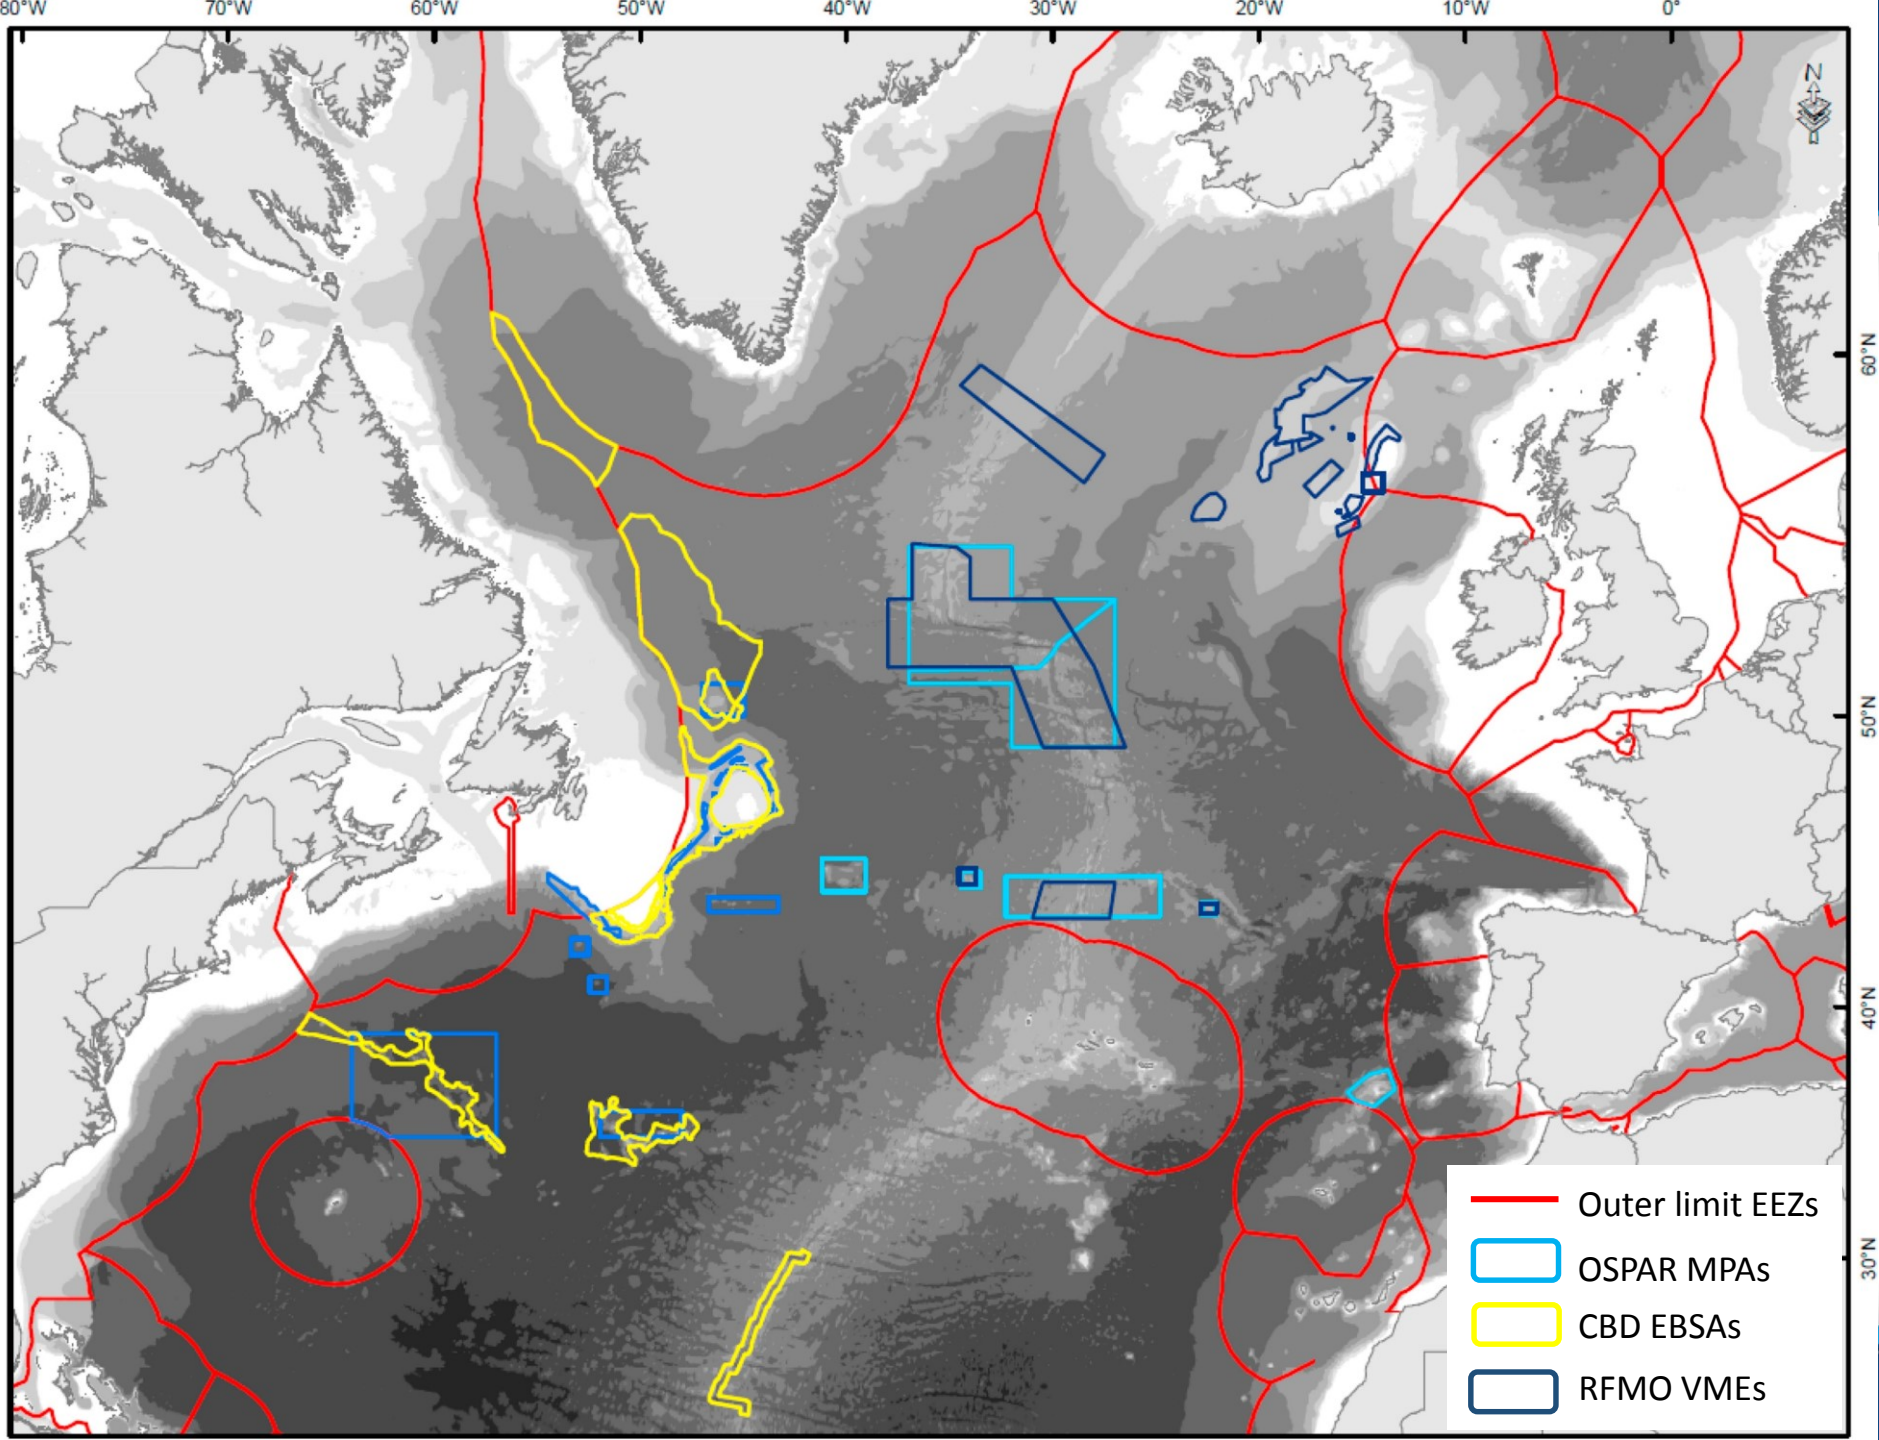 80°W 70°W 60°W 50°W 40°W 30°W 20°W 10°W 0°
N
60°N
50°N
40°N
30°N
Outer limit EEZs
OSPAR MPAs
CBD EBSAs
RFMO VMEs